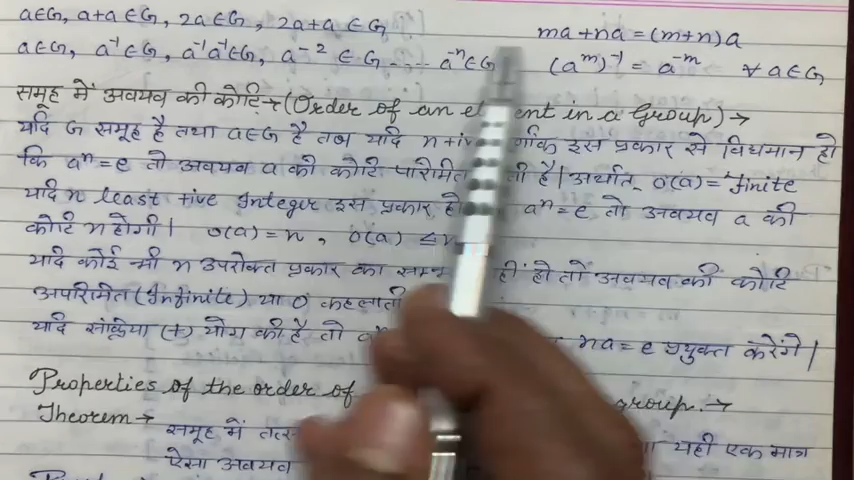 a∈G, a+a∈G, 2a∈G, 2a+a∈G ma+na=(m+n)a
a∈G, a⁻¹∈G, a⁻¹a⁻¹∈G, a⁻²∈G .... a⁻ⁿ∈G (aᵐ)⁻¹ = a⁻ᵐ ∀ a∈G
समूह में अवयव की कोटि→ (Order of an el ent in a Group) →
यदि G समूह है तथा a∈G है तब यदि n +iv इस प्रकार से विधमान हो
कि aⁿ=e तो अवयव a की कोटि परिमित है। अर्थात् o(a)= finite
यदि n least +ive Integer इस प्रकार हो aⁿ=e तो अवयव a की
कोटि n होगी। o(a)=n, o(a) ≤
यदि कोई भी n उपरोक्त प्रकार का सम्भ हीं हो तो अवयव की कोटि
अपरिमित (Infinite) या 0 कहलाती
यदि संक्रिया (+) योग की है तो na=e प्रयुक्त करेंगे।
Properties of the order of group.→
Theorem→ समूह में यही एक मात्र
ऐसा अवयव